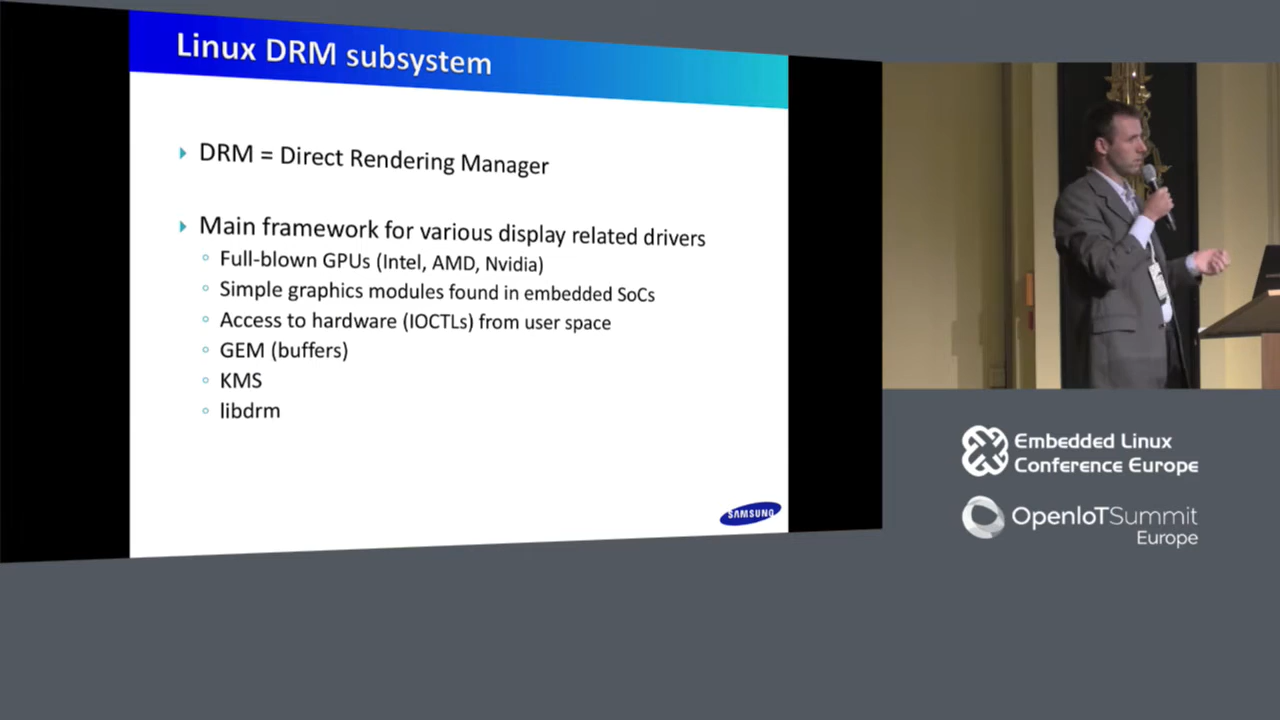 Linux DRM subsystem
DRM = Direct Rendering Manager
Main framework for various display related drivers
Full-blown GPUs (Intel, AMD, Nvidia)
Simple graphics modules found in embedded SoCs
Access to hardware (IOCTLs) from user space
GEM (buffers)
KMS
libdrm
SAMSUNG
Embedded Linux
Conference Europe
OpenIoTSummit
Europe